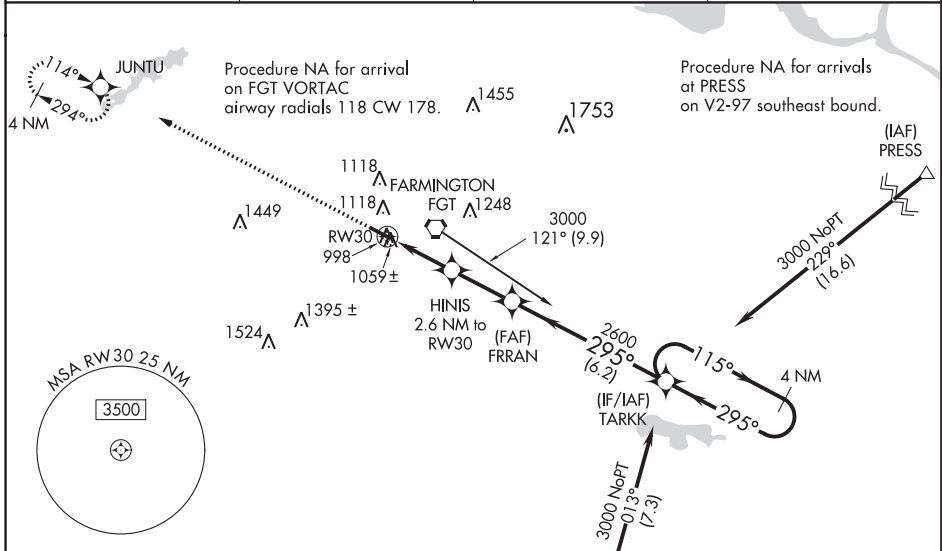 114°
294°
4 NM
JUNTU
Procedure NA for arrival
on FGT VORTAC
airway radials 118 CW 178.
1455
1753
Procedure NA for arrivals
at PRESS
on V2-97 southeast bound.
(IAF)
PRESS
1118
FARMINGTON
FGT
1118
1248
1449
3000
121° (9.9)
3000 NoPT
229°
(16.6)
RW30
998
1059 ±
HINIS
2.6 NM to
RW30
(FAF)
FRRAN
1395 ±
1524
2600
295°
(6.2)
115°
4 NM
295°
(IF/IAF)
TARKK
MSA RW30 25 NM
3500
3000 NoPT
013°
(7.3)